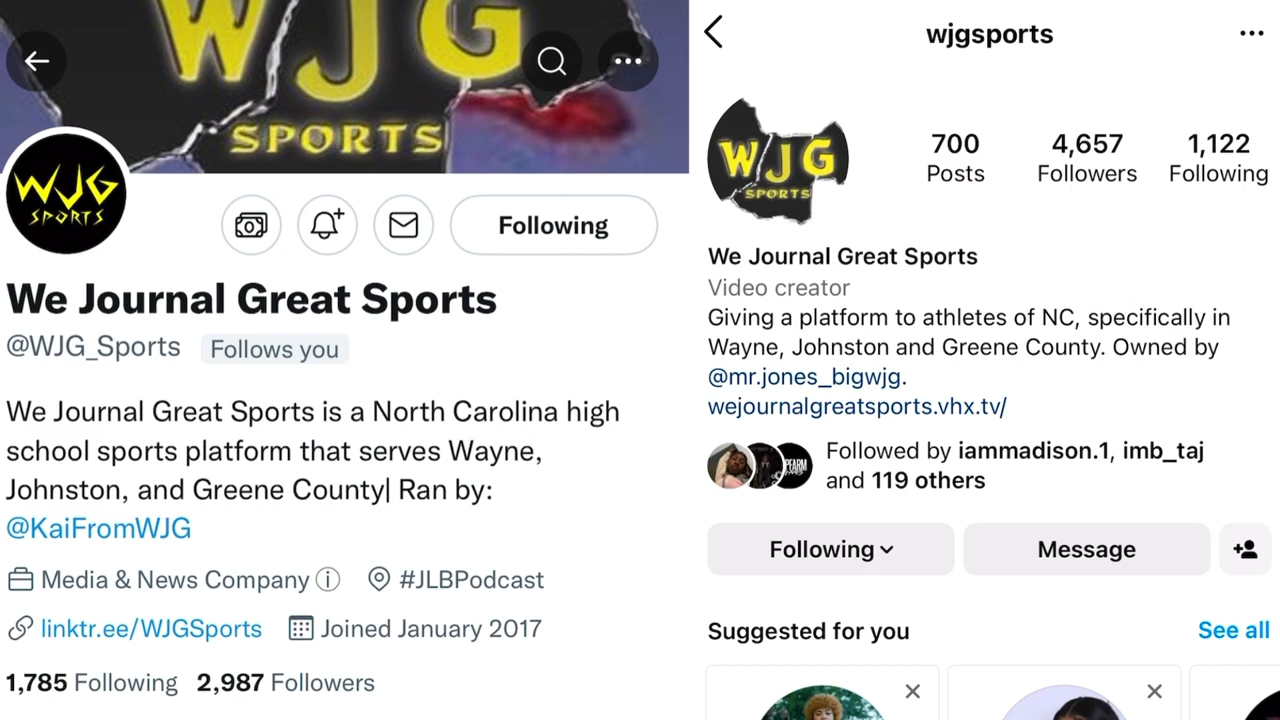 WJG
SPORTS
WJG
SPORTS
Following
We Journal Great Sports
@WJG_Sports Follows you
We Journal Great Sports is a North Carolina high
school sports platform that serves Wayne,
Johnston, and Greene County| Ran by:
@KaiFromWJG
Media & News Company #JLBPodcast
linktr.ee/WJGSports Joined January 2017
1,785 Following 2,987 Followers
wjgsports
WJG
SPORTS
700 4,657 1,122
Posts Followers Following
We Journal Great Sports
Video creator
Giving a platform to athletes of NC, specifically in
Wayne, Johnston and Greene County. Owned by
@mr.jones_bigwjg.
wejournalgreatsports.vhx.tv/
Followed by iammadison.1, imb_taj
and 119 others
Following Message
Suggested for you See all